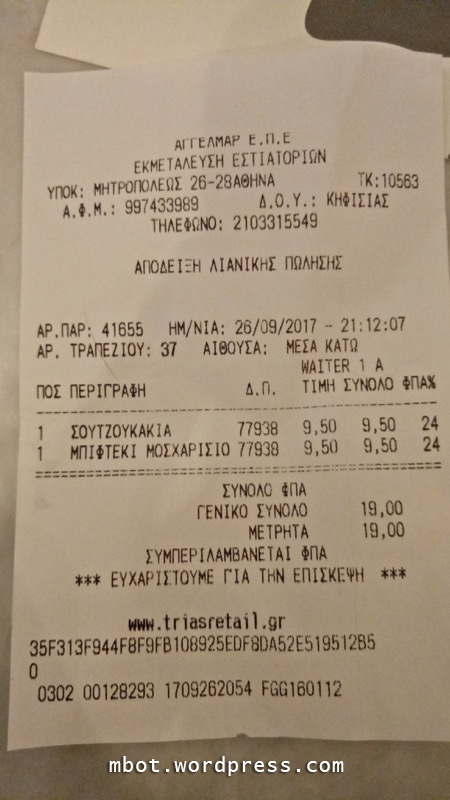 ΑΓΓΕΛΜΑΡ Ε.Π.Ε
ΕΚΜΕΤΑΛΕΥΣΗ ΕΣΤΙΑΤΟΡΙΩΝ
ΥΠΟΚ: ΜΗΤΡΟΠΟΛΕΩΣ 26-28ΑΘΗΝΑ ΤΚ:10563
Α.Φ.Μ.: 997433989 Δ.Ο.Υ.: ΚΗΦΙΣΙΑΣ
ΤΗΛΕΦΩΝΟ: 2103315549
ΑΠΟΔΕΙΞΗ ΛΙΑΝΙΚΗΣ ΠΩΛΗΣΗΣ
ΑΡ.ΠΑΡ: 41655 ΗΜ/ΝΙΑ: 26/09/2017 - 21:12:07
ΑΡ. ΤΡΑΠΕΖΙΟΥ: 37 ΑΙΘΟΥΣΑ: ΜΕΣΑ ΚΑΤΩ
WAITER 1 A
ΠΟΣ ΠΕΡΙΓΡΑΦΗ Δ.Π. ΤΙΜΗ ΣΥΝΟΛΟ ΦΠΑ%
1 ΣΟΥΤΖΟΥΚΑΚΙΑ 77938 9,50 9,50 24
1 ΜΠΙΦΤΕΚΙ ΜΟΣΧΑΡΙΣΙΟ 77938 9,50 9,50 24
ΣΥΝΟΛΟ ΦΠΑ
ΓΕΝΙΚΟ ΣΥΝΟΛΟ 19,00
ΜΕΤΡΗΤΑ 19,00
ΣΥΜΠΕΡΙΛΑΜΒΑΝΕΤΑΙ ΦΠΑ
*** ΕΥΧΑΡΙΣΤΟΥΜΕ ΓΙΑ ΤΗΝ ΕΠΙΣΚΕΨΗ ***
www.triasretail.gr
35F313F944F8F9FB108925EDF8DA52E519512B5
0
0302 00128293 1709262054 FGG160112
mbot.wordpress.com